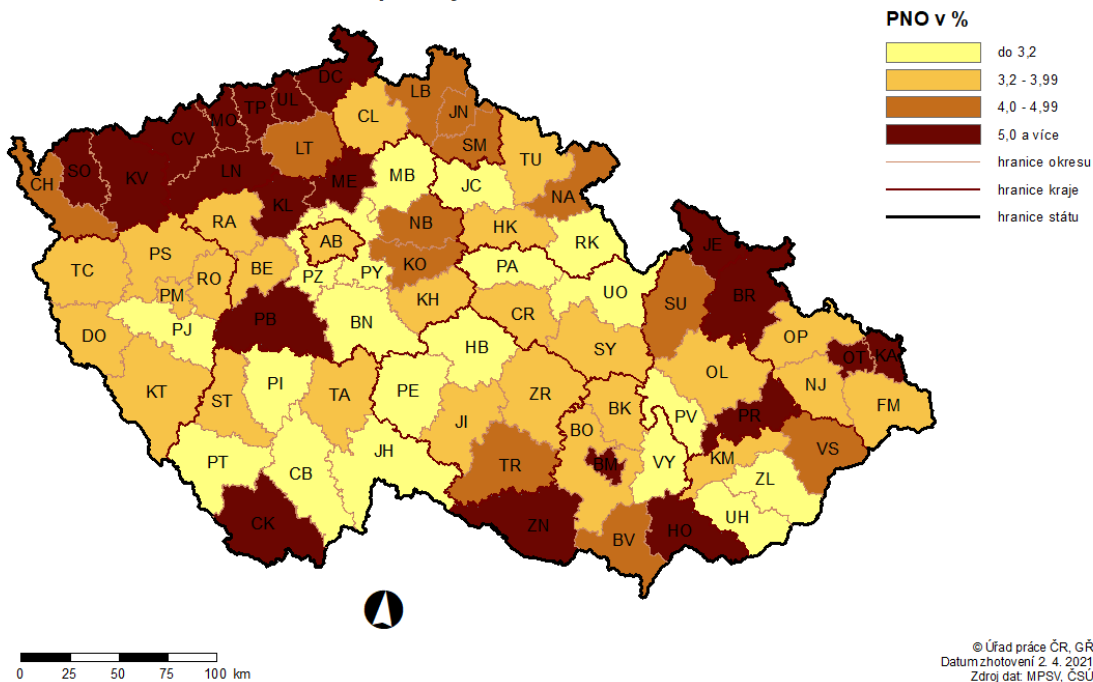 PNO v %
do 3,2
3,2 - 3,99
4,0 - 4,99
5,0 a více
hranice okresu
hranice kraje
hranice státu
DC
LB
JN
UL
TP
MO
CL
SM
CV
LT
TU
SO
KV
LN
ME
MB
JC
CH
NA
KL
RA
NB
AB
HK
RK
JE
PS
BE
KO
PA
TC
RO
PZ
PY
UO
SU
BR
PM
KH
CR
PJ
PB
BN
OP
DO
HB
SY
OT
KA
KT
PI
TA
PE
OL
NJ
ST
ZR
FM
JI
BK
BO
PV
PR
PT
CB
JH
TR
BM
VY
KM
VS
ZL
CK
ZN
BV
HO
UH
0 25 50 75 100 km
© Úřad práce ČR, GŘ
Datum zhotovení 2. 4. 2021
Zdroj dat: MPSV, ČSÚ